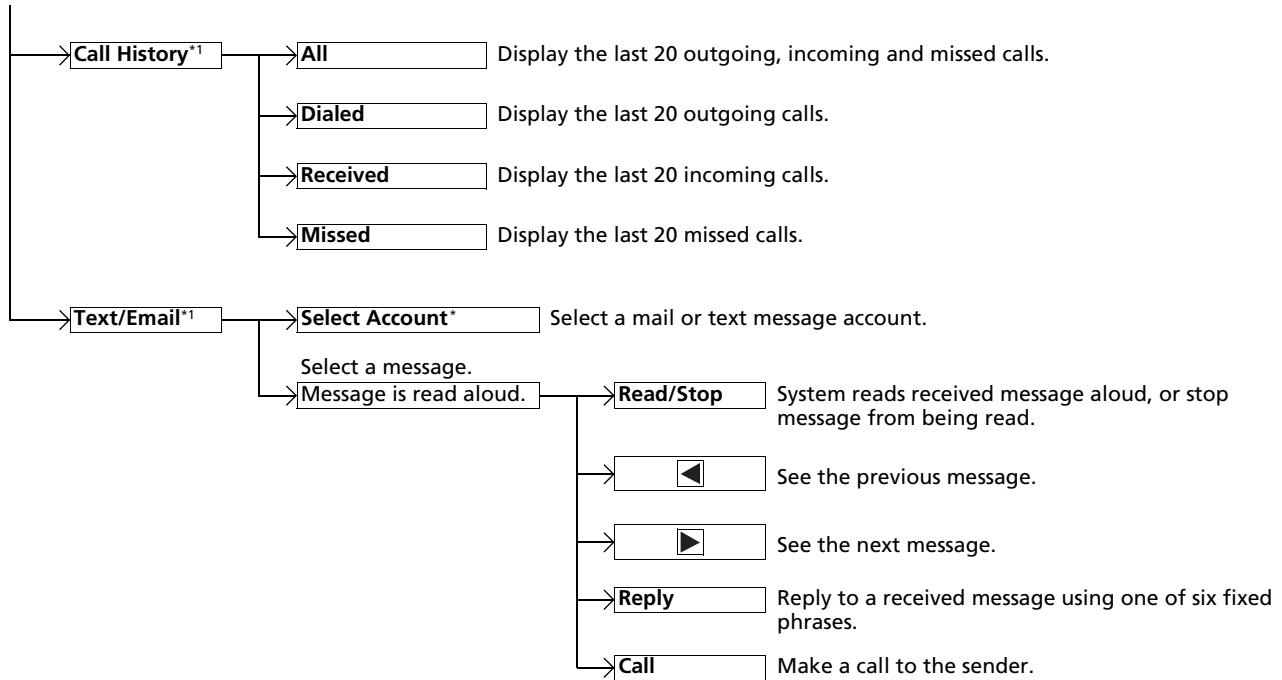 Call History*1
All
Display the last 20 outgoing, incoming and missed calls.
Dialed
Display the last 20 outgoing calls.
Received
Display the last 20 incoming calls.
Missed
Display the last 20 missed calls.
Text/Email*1
Select Account*
Select a mail or text message account.
Select a message.
Message is read aloud.
Read/Stop
System reads received message aloud, or stop
message from being read.
See the previous message.
See the next message.
Reply
Reply to a received message using one of six fixed
phrases.
Call
Make a call to the sender.